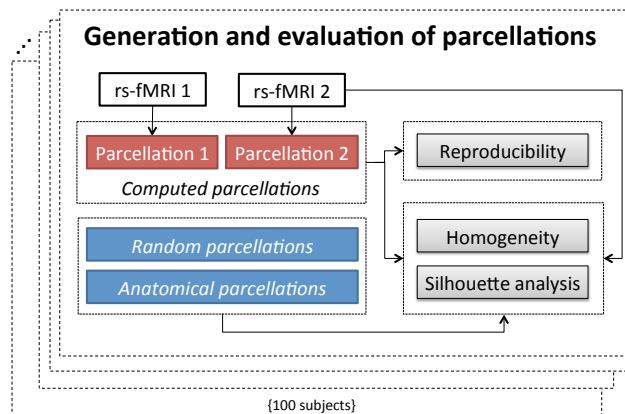 Generation and evaluation of parcellations
rs-fMRI 1
rs-fMRI 2
Parcellation 1
Parcellation 2
Computed parcellations
Reproducibility
Random parcellations
Anatomical parcellations
Homogeneity
Silhouette analysis
{100 subjects}